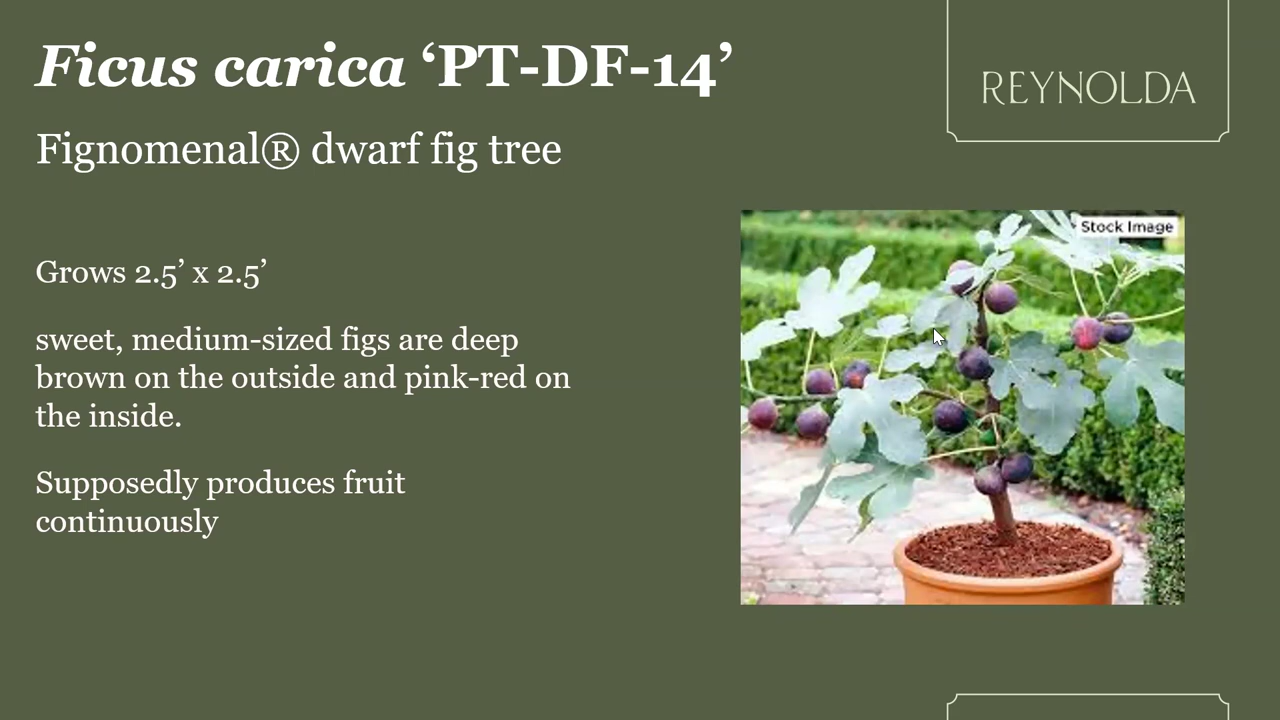 Ficus carica ‘PT-DF-14’
REYNOLDA
Fignomenal® dwarf fig tree
Stock Image
Grows 2.5’ x 2.5’
sweet, medium-sized figs are deep
brown on the outside and pink-red on
the inside.
Supposedly produces fruit
continuously